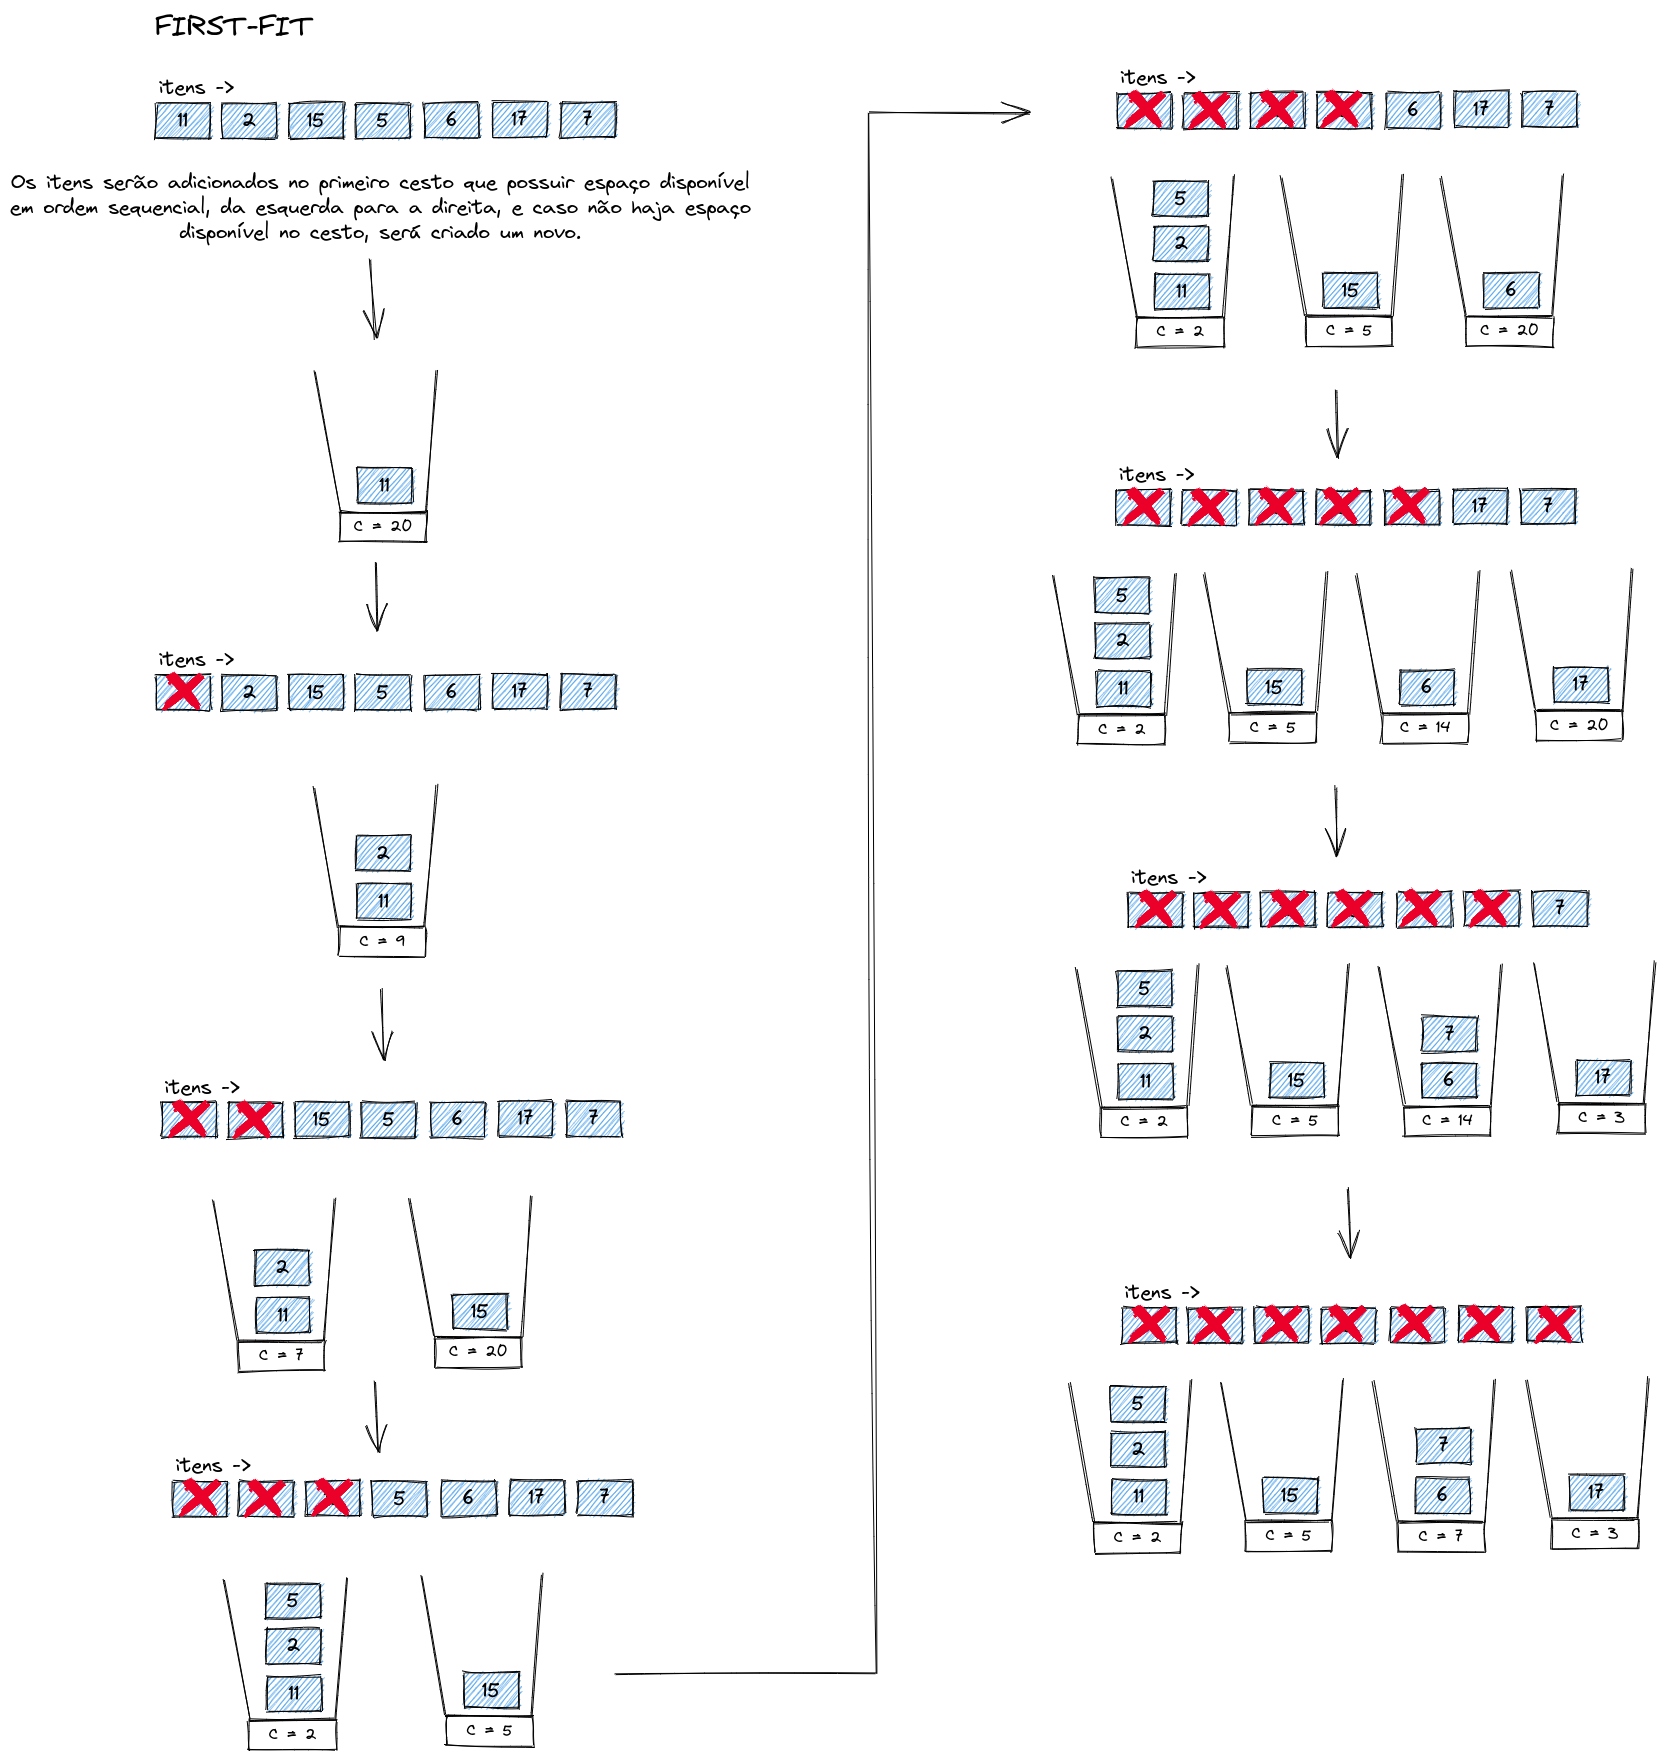 FIRST-FIT
itens ->
11 2 15 5 6 17 7
Os itens serão adicionados no primeiro cesto que possuir espaço disponível
em ordem sequencial, da esquerda para a direita, e caso não haja espaço
disponível no cesto, será criado um novo.
11
C = 20
itens ->
2 15 5 6 17 7
2
11
C = 9
itens ->
15 5 6 17 7
2
11 15
C = 7 C = 20
itens ->
5 6 17 7
5
2
11 15
C = 2 C = 5
itens ->
6 17 7
5
2
11 15 6
C = 2 C = 5 C = 20
itens ->
17 7
5
2
11 15 6 17
C = 2 C = 5 C = 14 C = 20
itens ->
7
5
2 7
11 15 6 17
C = 2 C = 5 C = 14 C = 3
itens ->
5
2 7
11 15 6 17
C = 2 C = 5 C = 7 C = 3